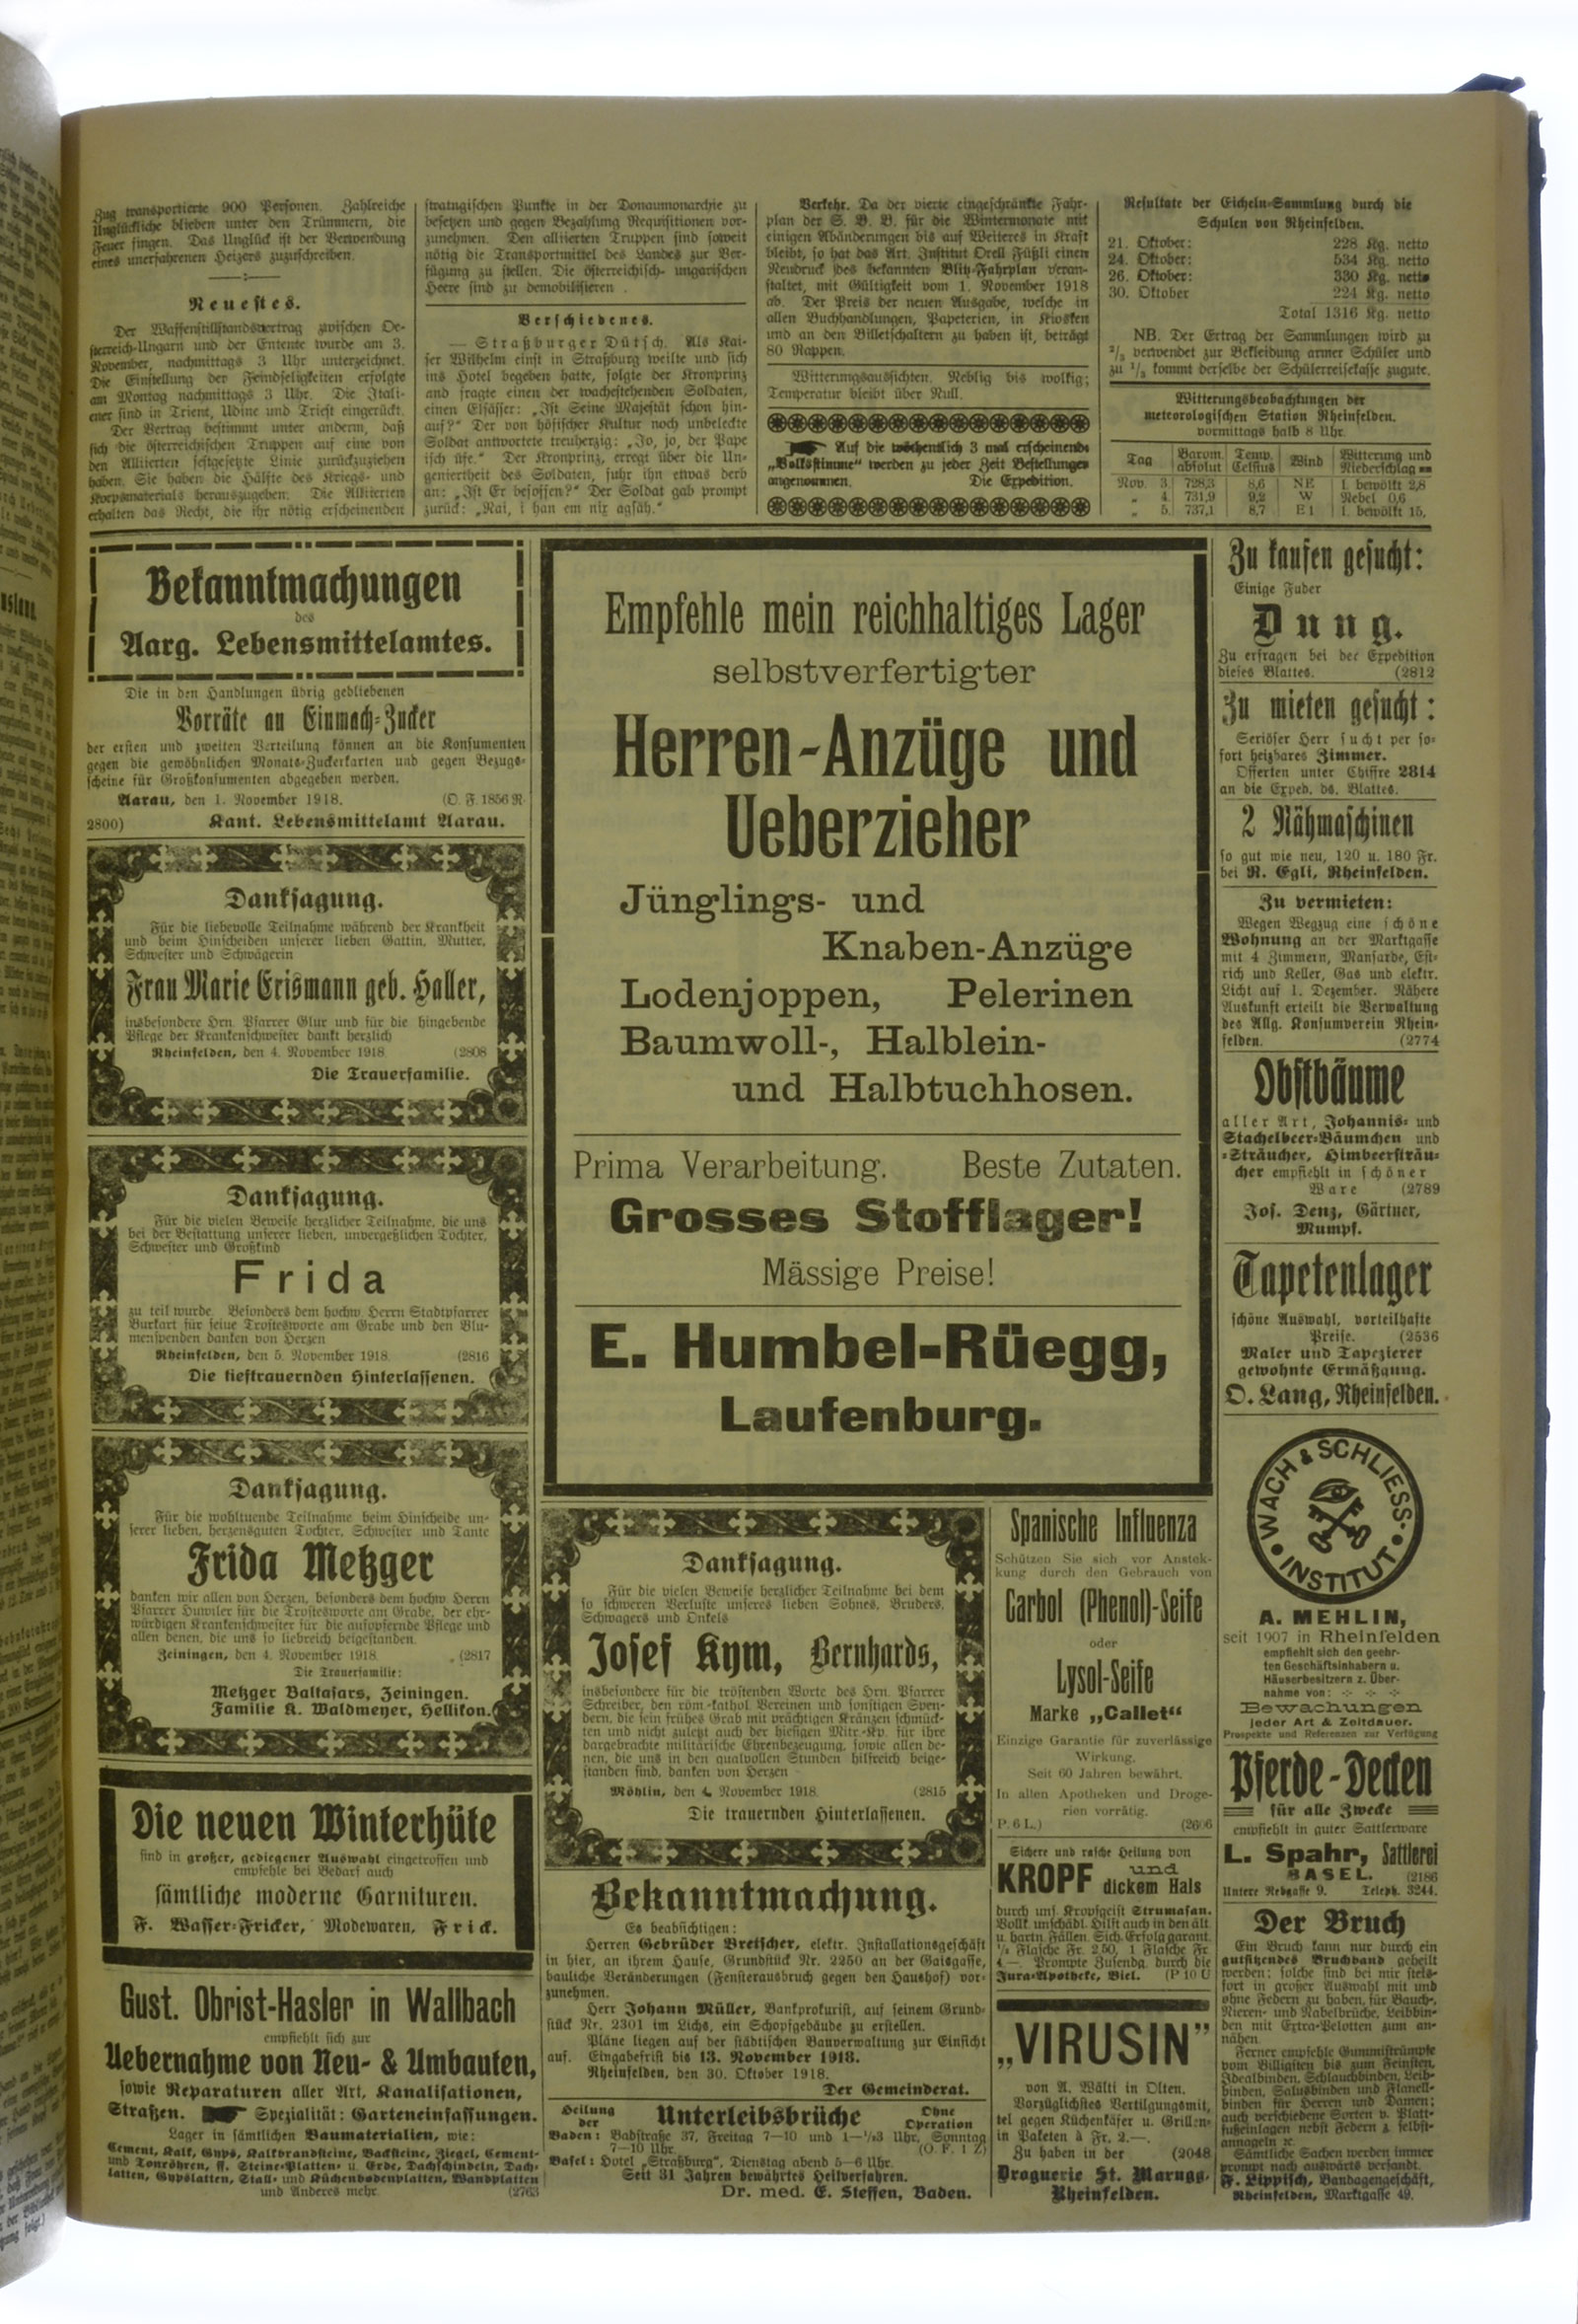 Zug transportierte 900 Personen. Zahlreiche
Unglückliche blieben unter den Trümmern, die
Feuer fingen. Das Unglück ist der Verwendung
eines unerfahrenen Heizers zuzuschreiben.
Neuestes.
Der Waffenstillstandsvertrag zwischen Oe-
sterreich-Ungarn und der Entente wurde am 3.
November, nachmittags 3 Uhr unterzeichnet.
Die Einstellung der Feindseligkeiten erfolgte
am Montag nachmittags 3 Uhr. Die Itali-
ener sind in Trient, Udine und Triest eingerückt.
Der Vertrag bestimmt unter anderm, daß
sich die österreichischen Truppen auf eine von
den Alliierten festgesetzte Linie zurückzuziehen
haben. Sie haben die Hälfte des Kriegs- und
Korpsmaterials herauszugeben. Die Alliierten
erhalten das Recht, die ihr nötig erscheinenden
stratngischen Punkte in der Donaumonarchie zu
besetzen und gegen Bezahlung Requisitionen vor-
zunehmen. Den alliierten Truppen sind soweit
nötig die Transportmittel des Landes zur Ver-
fügung zu stellen. Die österreichisch-ungarischen
Heere sind zu demobilisieren.
Verschiedenes.
— Straßburger Dütsch. Als Kai-
ser Wilhelm einst in Straßburg weilte und sich
ins Hotel begeben hatte, folgte der Kronprinz
and fragte einen der wachestehenden Soldaten,
einen Elsässer: „Ist Seine Majestät schon hin-
auf?“ Der von höfischer Kultur noch unbeleckte
Soldat antwortete treuherzig: „Jo, jo, der Pape
isch üfe.“ Der Kronprinz, erregt über die Un-
geniertheit des Soldaten, fuhr ihn etwas derb
an: „Ist Er besoffen?“ Der Soldat gab prompt
zurück: „Nai, i han em nix agsäh.“
Verkehr. Da der vierte eingeschränkte Fahr-
plan der S. B. B. für die Wintermonate mit
einigen Abänderungen bis auf Weiteres in Kraft
bleibt, so hat das Art. Institut Orell Füßli einen
Neudruck des bekannten Blitz-Fahrplan veran-
staltet, mit Gültigkeit vom 1. November 1918
ab. Der Preis der neuen Ausgabe, welche in
allen Buchhandlungen, Papeterien, in Kiosken
und an den Billetschaltern zu haben ist, beträgt
80 Rappen.
Witterungsaussichten. Neblig bis wolkig;
Temperatur bleibt über Null.
Auf die wöchentlich 3 mal erscheinende
„Volksstimme“ werden zu jeder Zeit Bestellungen
angenommen. Die Expedition.
Resultate der Eicheln-Sammlung durch die
Schulen von Rheinfelden.
21. Oktober: 228 Kg. netto
24. Oktober: 534 Kg. netto
26. Oktober: 330 Kg. netto
30. Oktober 224 Kg. netto
Total 1316 Kg. netto
NB. Der Ertrag der Sammlungen wird zu
2/3 verwendet zur Bekleidung armer Schüler und
zu 1/3 kommt derselbe der Schülerreisekasse zugute.
Witterungsbeobachtungen der
meteorologischen Station Rheinfelden.
vormittags halb 8 Uhr.
Tag Barom. absolut Temp. Celsius Wind Witterung und Niederschlag mm
Nov. 3. 728,3 8,6 NE l. bewölkt 2,8
„ 4. 731,9 9,2 W Nebel 0,6
„ 5. 737,1 8,7 E1 l. bewölkt 15,
Bekanntmachungen
des
Aarg. Lebensmittelamtes.
Die in den Handlungen übrig gebliebenen
Vorräte an Einmach-Zucker
der ersten und zweiten Verteilung können an die Konsumenten
gegen die gewöhnlichen Monats-Zuckerkarten und gegen Bezugs-
scheine für Großkonsumenten abgegeben werden.
Aarau, den 1. November 1918. (O. F. 1856 R.
2800) Kant. Lebensmittelamt Aarau.
Danksagung.
Für die liebevolle Teilnahme während der Krankheit
und beim Hinscheiden unserer lieben Gattin, Mutter,
Schwester und Schwägerin
Frau Marie Erismann geb. Haller,
insbesondere Hrn. Pfarrer Glur und für die hingebende
Pflege der Krankenschwester dankt herzlich
Rheinfelden, den 4. November 1918. (2808
Die Trauerfamilie.
Danksagung.
Für die vielen Beweise herzlicher Teilnahme, die uns
bei der Bestattung unserer lieben, unvergeßlichen Tochter,
Schwester und Großkind
Frida
zu teil wurde. Besonders dem hochw. Herrn Stadtpfarrer
Burkart für seine Trostesworte am Grabe und den Blu-
menspenden danken von Herzen
Rheinfelden, den 5. November 1918. (2816
Die tieftrauernden Hinterlassenen.
Danksagung.
Für die wohltuende Teilnahme beim Hinscheide un-
serer lieben, herzensguten Tochter, Schwester und Tante
Frida Metzger
danken wir allen von Herzen, besonders dem hochw. Herrn
Pfarrer Huwiler für die Trostesworte am Grabe, der ehr-
würdigen Krankenschwester für die aufopfernde Pflege und
allen denen, die uns so liebreich beigestanden.
Zeiningen, den 4. November 1918. (2817
Die Trauerfamilie:
Metzger Baltasars, Zeiningen.
Familie K. Waldmeyer, Hellikon.
Die neuen Winterhüte
sind in großer, gediegener Auswahl eingetroffen und
empfehle bei Bedarf auch
sämtliche moderne Garnituren.
F. Wasser-Fricker, Modewaren, Frick.
Gust. Obrist-Hasler in Wallbach
empfiehlt sich zur
Uebernahme von Neu- & Umbauten,
sowie Reparaturen aller Art, Kanalisationen,
Straßen. Spezialität: Garteneinfassungen.
Lager in sämtlichen Baumaterialien, wie:
Cement, Kalk, Gyps, Kalkbrandsteine, Backsteine, Ziegel, Cement-
und Tonröhren, ff. Steine-Platten- u. Erde, Dachschindeln, Dach-
latten, Gypslatten, Stall- und Küchenbodenplatten, Wandplatten
und Anderes mehr. (2763
Empfehle mein reichhaltiges Lager
selbstverfertigter
Herren-Anzüge und
Ueberzieher
Jünglings- und
Knaben-Anzüge
Lodenjoppen, Pelerinen
Baumwoll-, Halblein-
und Halbtuchhosen.
Prima Verarbeitung. Beste Zutaten.
Grosses Stofflager!
Mässige Preise!
E. Humbel-Rüegg,
Laufenburg.
Danksagung.
Für die vielen Beweise herzlicher Teilnahme bei dem
so schweren Verluste unseres lieben Sohnes, Bruders,
Schwagers und Onkels
Josef Kym, Bernhards,
insbesondere für die tröstenden Worte des Hrn. Pfarrer
Schreiber, den röm.-kathol. Vereinen und sonstigen Spen-
dern, die sein frühes Grab mit prächtigen Kränzen schmück-
ten und nicht zuletzt auch der hiesigen Mitr.-Kp. für ihre
dargebrachte militärische Ehrenbezeugung, sowie allen de-
nen, die uns in den qualvollen Stunden hilfreich beige-
standen sind, danken von Herzen
Möhlin, den 4. November 1918. (2815
Die trauernden Hinterlassenen.
Bekanntmachung.
Es beabsichtigen:
Herren Gebrüder Bretscher, elektr. Installationsgeschäft
in hier, an ihrem Hause, Grundstück Nr. 2250 an der Gaisgasse,
bauliche Veränderungen (Fensterausbruch gegen den Haushof) vor-
zunehmen.
Herr Johann Müller, Bankprokurist, auf seinem Grund-
stück Nr. 2301 im Lichs, ein Schopfgebäude zu erstellen.
Pläne liegen auf der städtischen Bauverwaltung zur Einsicht
auf. Eingabefrist bis 13. November 1918.
Rheinfelden, den 30. Oktober 1918.
Der Gemeinderat.
Heilung der Unterleibsbrüche Ohne Operation
Baden: Badstraße 37, Freitag 7—10 und 1—1/23 Uhr, Sonntag
7—10 Uhr. (O. F. 1 Z)
Basel: Hotel „Straßburg“, Dienstag abend 5—6 Uhr.
Seit 31 Jahren bewährtes Heilverfahren.
Dr. med. E. Steffen, Baden.
Spanische Influenza
Schützen Sie sich vor Anstek-
kung durch den Gebrauch von
Carbol (Phenol)-Seife
oder
Lysol-Seife
Marke „Callet“
Einzige Garantie für zuverlässige
Wirkung.
Seit 60 Jahren bewährt.
In allen Apotheken und Droge-
rien vorrätig.
P. 6 L.) (2606
Sichere und rasche Heilung von
KROPF und
dickem Hals
durch uns. Kropfgeist Strumasan.
Vollk. unschädl. Hilft auch in den ält.
u. hartn. Fällen. Sich. Erfolg garant.
1/2 Flasche Fr. 2.50, 1 Flasche Fr.
4.—. Prompte Zusendg. durch die
Jura-Apotheke, Biel. (P 10 U
„VIRUSIN”
von A. Wälti in Olten.
Vorzüglichstes Vertilgungsmit-
tel gegen Küchenkäfer u. Grillen.
in Paketen à Fr. 2.—.
Zu haben in der (2048
Droguerie St. Marugg,
Rheinfelden.
Zu kaufen gesucht:
Einige Fuder
Dung.
Zu erfragen bei der Expedition
dieses Blattes. (2812
Zu mieten gesucht:
Seriöser Herr sucht per so-
fort heizbares Zimmer.
Offerten unter Chiffre 2814
an die Exped. ds. Blattes.
2 Nähmaschinen
so gut wie neu, 120 u. 180 Fr.
bei R. Egli, Rheinfelden.
Zu vermieten:
Wegen Wegzug eine schöne
Wohnung an der Marktgasse
mit 4 Zimmern, Mansarde, Est-
rich und Keller, Gas und elektr.
Licht auf 1. Dezember. Nähere
Auskunft erteilt die Verwaltung
des Allg. Konsumverein Rhein-
felden. (2774
Obstbäume
aller Art, Johannis- und
Stachelbeer-Bäumchen und
-Sträucher, Himbeersträu-
cher empfiehlt in schöner
Ware (2789
Jos. Denz, Gärtner,
Mumpf.
Tapetenlager
schöne Auswahl, vorteilhafte
Preise. (2536
Maler und Tapezierer
gewohnte Ermäßgung.
O. Lang, Rheinfelden.
WACH & SCHLIESS-
INSTITUT
A. MEHLIN,
seit 1907 in Rheinfelden
empfiehlt sich den geehr-
ten Geschäftsinhabern u.
Häuserbesitzern z. Über-
nahme von:
Bewachungen
jeder Art & Zeitdauer.
Prospekte und Referenzen zur Verfügung
Pferde-Decken
für alle Zwecke
empfiehlt in guter Sattlerware
L. Spahr, Sattlerei
BASEL. (2186
Untere Rebgasse 9. Teleph. 3244.
Der Bruch
Ein Bruch kann nur durch ein
gutsitzendes Bruchband geheilt
werden; solche sind bei mir stets-
fort in großer Auswahl mit und
ohne Federn zu haben, für Bauch-,
Nieren- und Nabelbrüche, Leibbin-
den mit Extra-Pelotten zum an-
nähen.
Ferner empfehle Gummistrümpfe
vom Billigsten bis zum Feinsten,
Idealbinden, Schlauchbinden, Leib-
binden, Salusbinden und Flanell-
binden für Herren und Damen;
auch verschiedene Sorten v. Platt-
fußeinlagen nebst Federn z. selbst-
annageln &c.
Sämtliche Sachen werden immer
prompt nach auswärts versandt.
F. Lippisch, Bandagengeschäft,
Rheinfelden, Marktgasse 49.